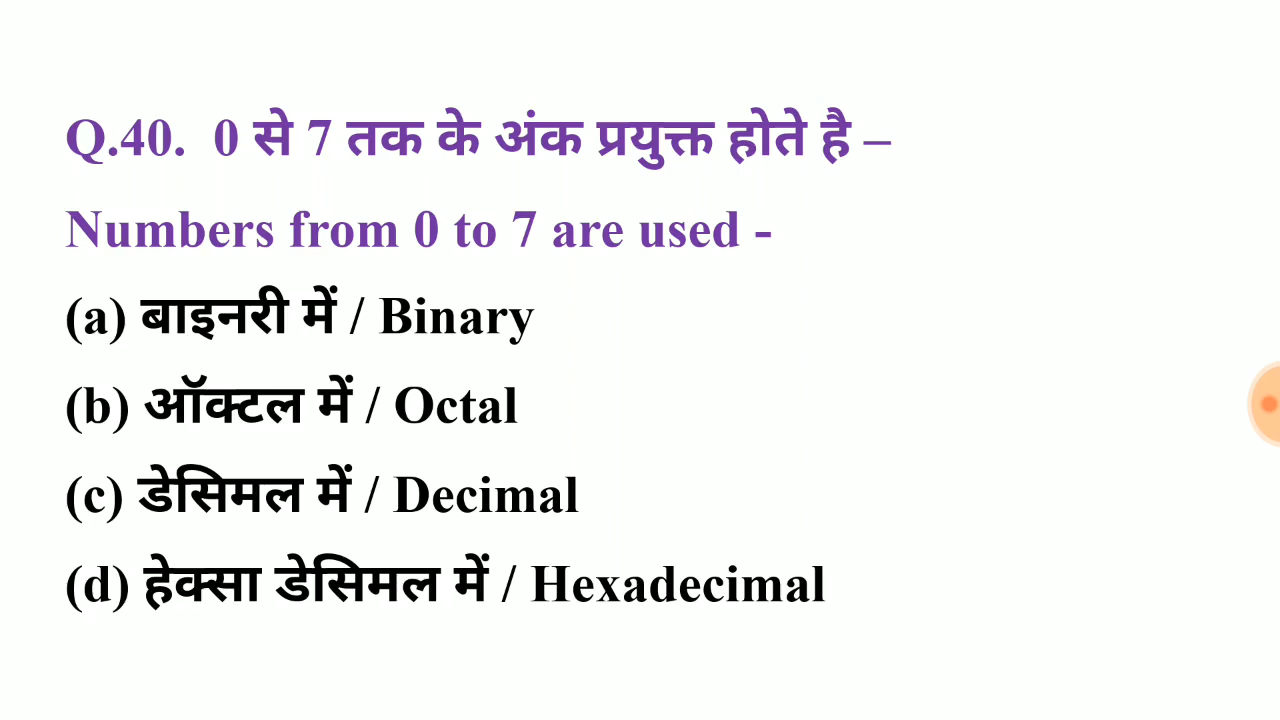 Q.40. 0 से 7 तक के अंक प्रयुक्त होते है –
Numbers from 0 to 7 are used -
(a) बाइनरी में / Binary
(b) ऑक्टल में / Octal
(c) डेसिमल में / Decimal
(d) हेक्सा डेसिमल में / Hexadecimal